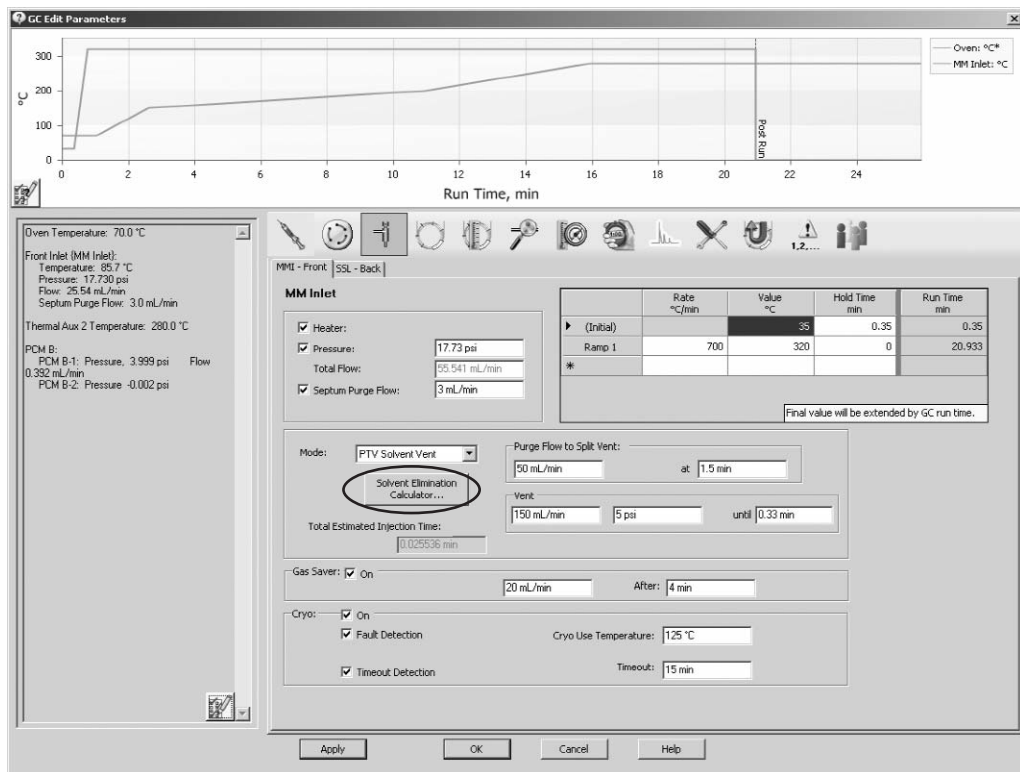 GC Edit Parameters
300
200
100
0
°C
0 2 4 6 8 10 12 14 16 18 20 22 24
Run Time, min
Post Run
Oven: °C*
MM Inlet: °C
Oven Temperature: 70.0 °C
Front Inlet (MM Inlet):
Temperature: 85.7 °C
Pressure: 17.730 psi
Flow: 25.54 mL/min
Septum Purge Flow: 3.0 mL/min
Thermal Aux 2 Temperature: 280.0 °C
PCM B:
PCM B-1: Pressure, 3.999 psi Flow
0.392 mL/min
PCM B-2: Pressure -0.002 psi
1,2,...
MMI - Front SSL - Back
MM Inlet
Heater:
Pressure: 17.73 psi
Total Flow: 55.541 mL/min
Septum Purge Flow: 3 mL/min
Rate Value Hold Time Run Time
°C/min °C min min
(Initial) 35 0.35 0.35
Ramp 1 700 320 0 20.933
*
Final value will be extended by GC run time.
Mode: PTV Solvent Vent
Solvent Elimination
Calculator...
Total Estimated Injection Time:
0.025536 min
Purge Flow to Split Vent:
50 mL/min at 1.5 min
Vent
150 mL/min 5 psi until 0.33 min
Gas Saver: On
20 mL/min After: 4 min
Cryo: On
Fault Detection Cryo Use Temperature: 125 °C
Timeout Detection Timeout: 15 min
Apply OK Cancel Help